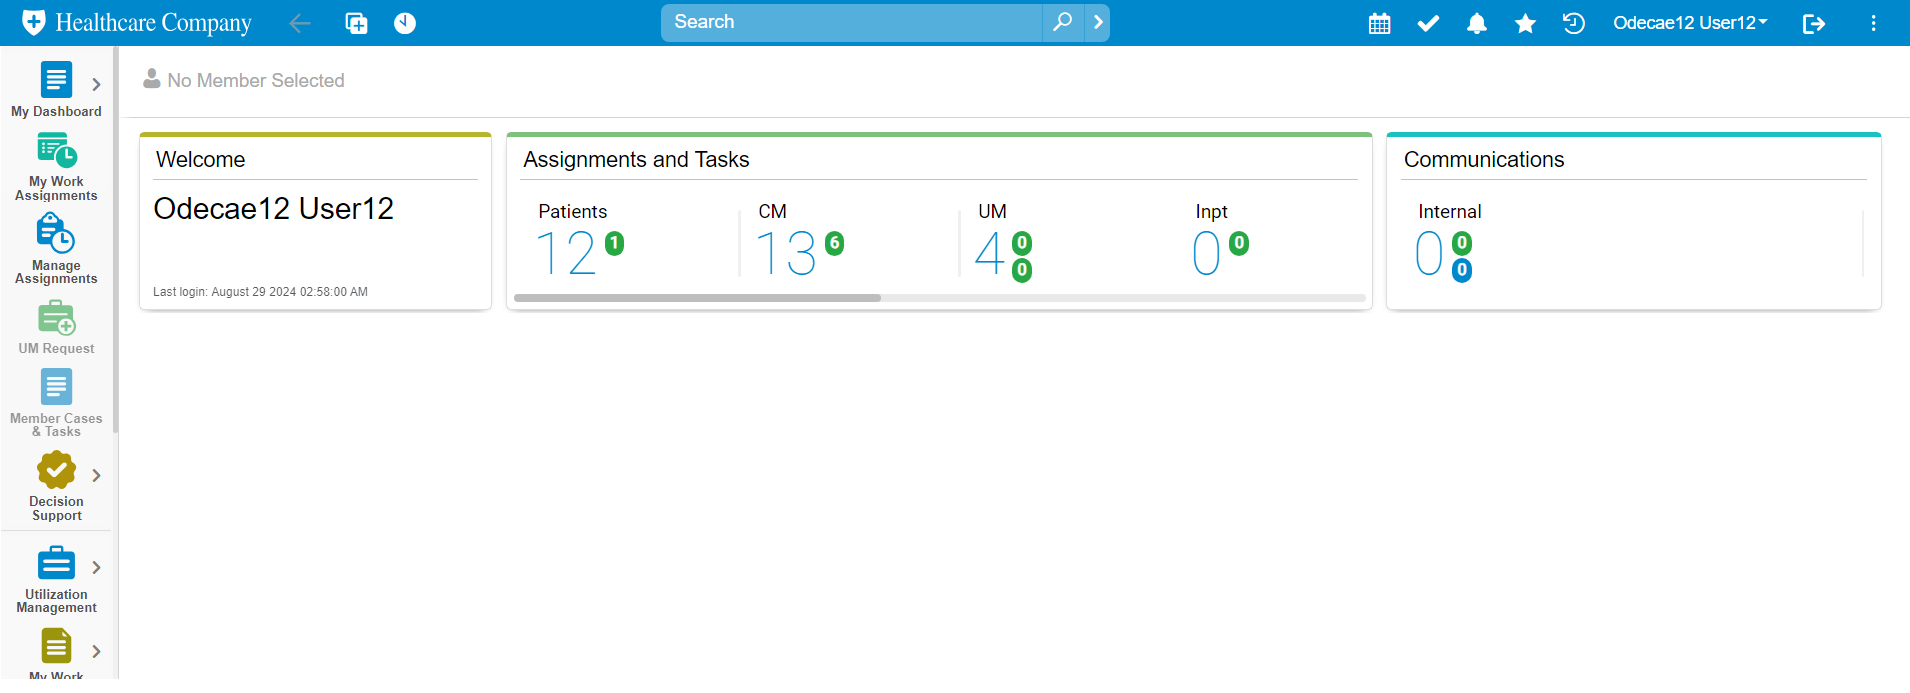 Healthcare Company
Search
Odecae12 User12
My Dashboard
My Work
Assignments
Manage
Assignments
UM Request
Member Cases
& Tasks
Decision
Support
Utilization
Management
My Work
No Member Selected
Welcome
Odecae12 User12
Last login: August 29 2024 02:58:00 AM
Assignments and Tasks
Patients
12 1
CM
13 6
UM
4 0
0
Inpt
0 0
Communications
Internal
0 0
0